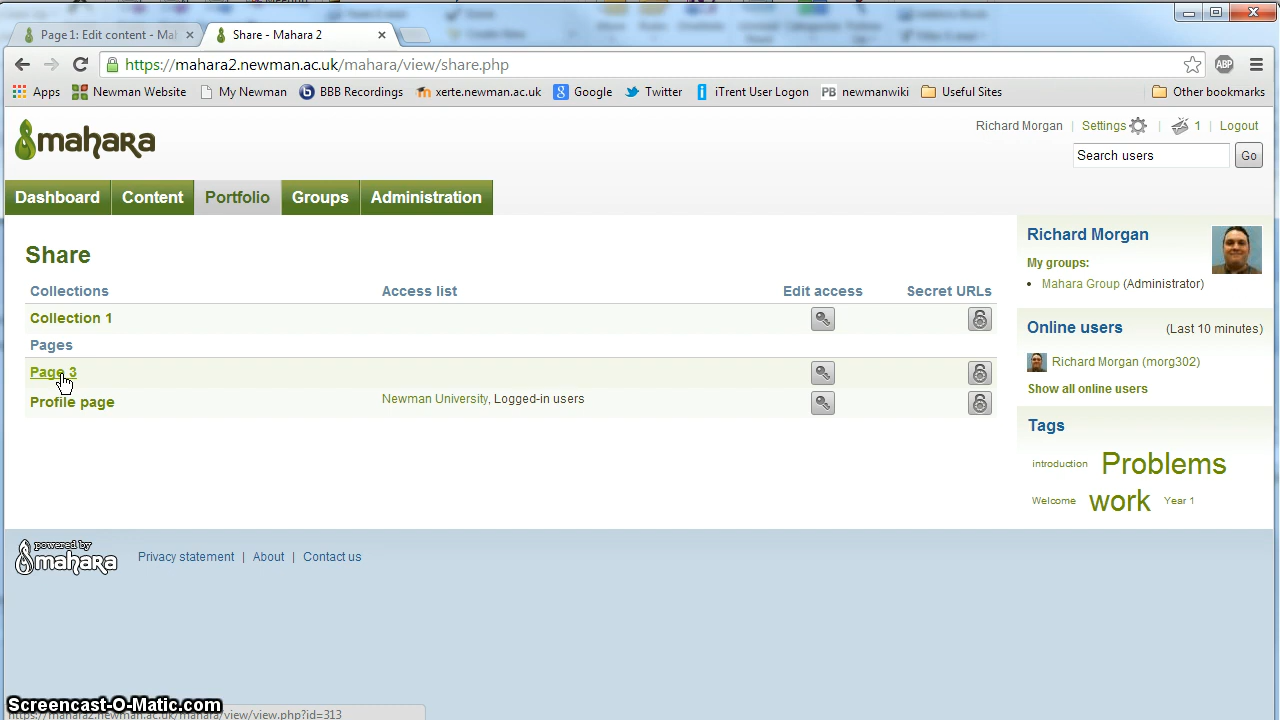 Page 1: Edit content - Mah
Share - Mahara 2
https://mahara2.newman.ac.uk/mahara/view/share.php
ABP
Apps
Newman Website
My Newman
BBB Recordings
xerte.newman.ac.uk
Google
Twitter
iTrent User Logon
PB newmanwiki
Useful Sites
Other bookmarks
mahara
Richard Morgan | Settings | 1 | Logout
Search users
Go
Dashboard
Content
Portfolio
Groups
Administration
Share
Collections Access list Edit access Secret URLs
Collection 1
Pages
Page 3
Profile page Newman University, Logged-in users
Richard Morgan
My groups:
Mahara Group (Administrator)
Online users (Last 10 minutes)
Richard Morgan (morg302)
Show all online users
Tags
introduction Problems
Welcome work Year 1
powered by
mahara
Privacy statement | About | Contact us
Screencast-O-Matic.com
https://mahara2.newman.ac.uk/mahara/view/view.php?id=313